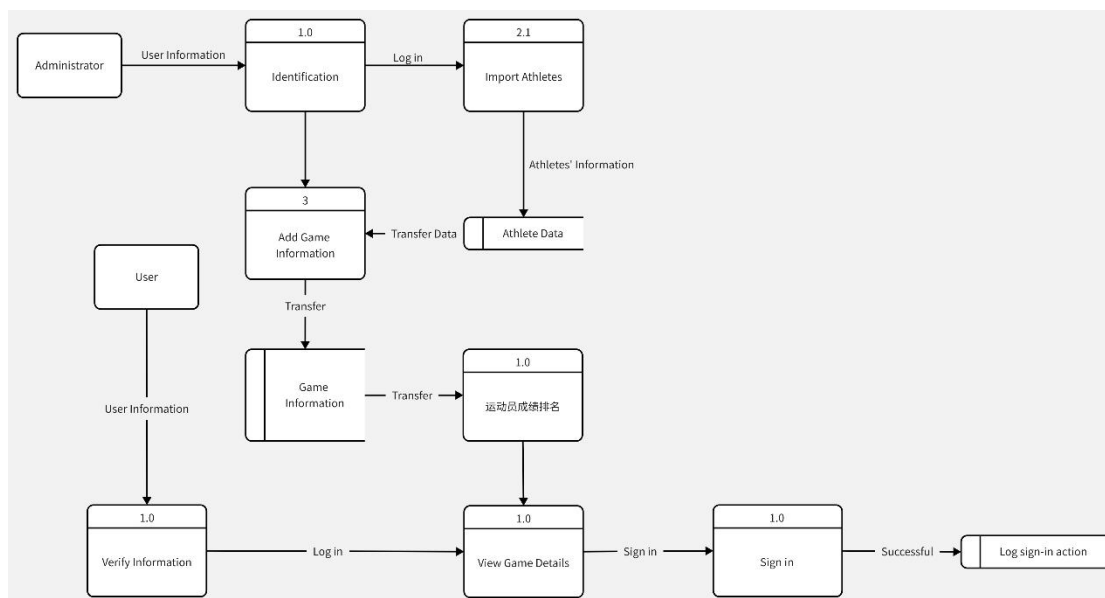 1.0
2.1
Administrator
User Information
Identification
Log in
Import Athletes
Athletes' Information
3
Add Game
Information
Transfer Data
Athlete Data
User
Transfer
Game
Information
Transfer
1.0
运动员成绩排名
User Information
1.0
Verify Information
Log in
1.0
View Game Details
Sign in
1.0
Sign in
Successful
Log sign-in action